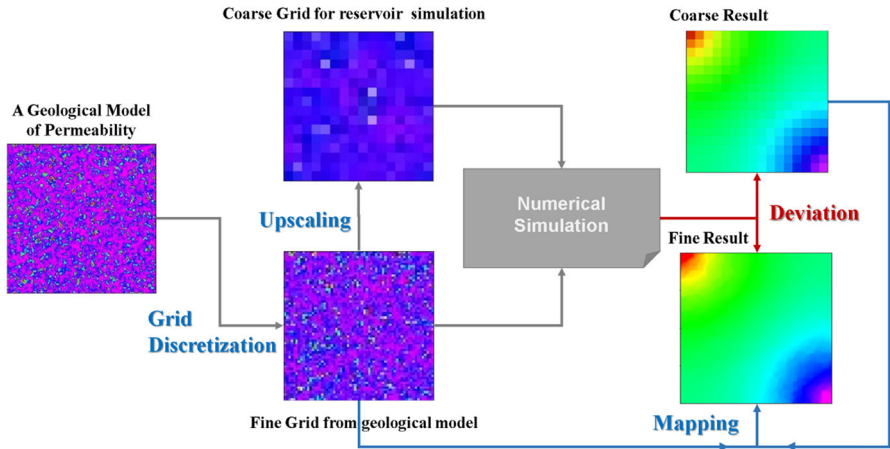 Coarse Grid for reservoir simulation
Coarse Result
A Geological Model
of Permeability
Numerical
Simulation
Upscaling
Deviation
Fine Result
Grid
Discretization
Fine Grid from geological model
Mapping